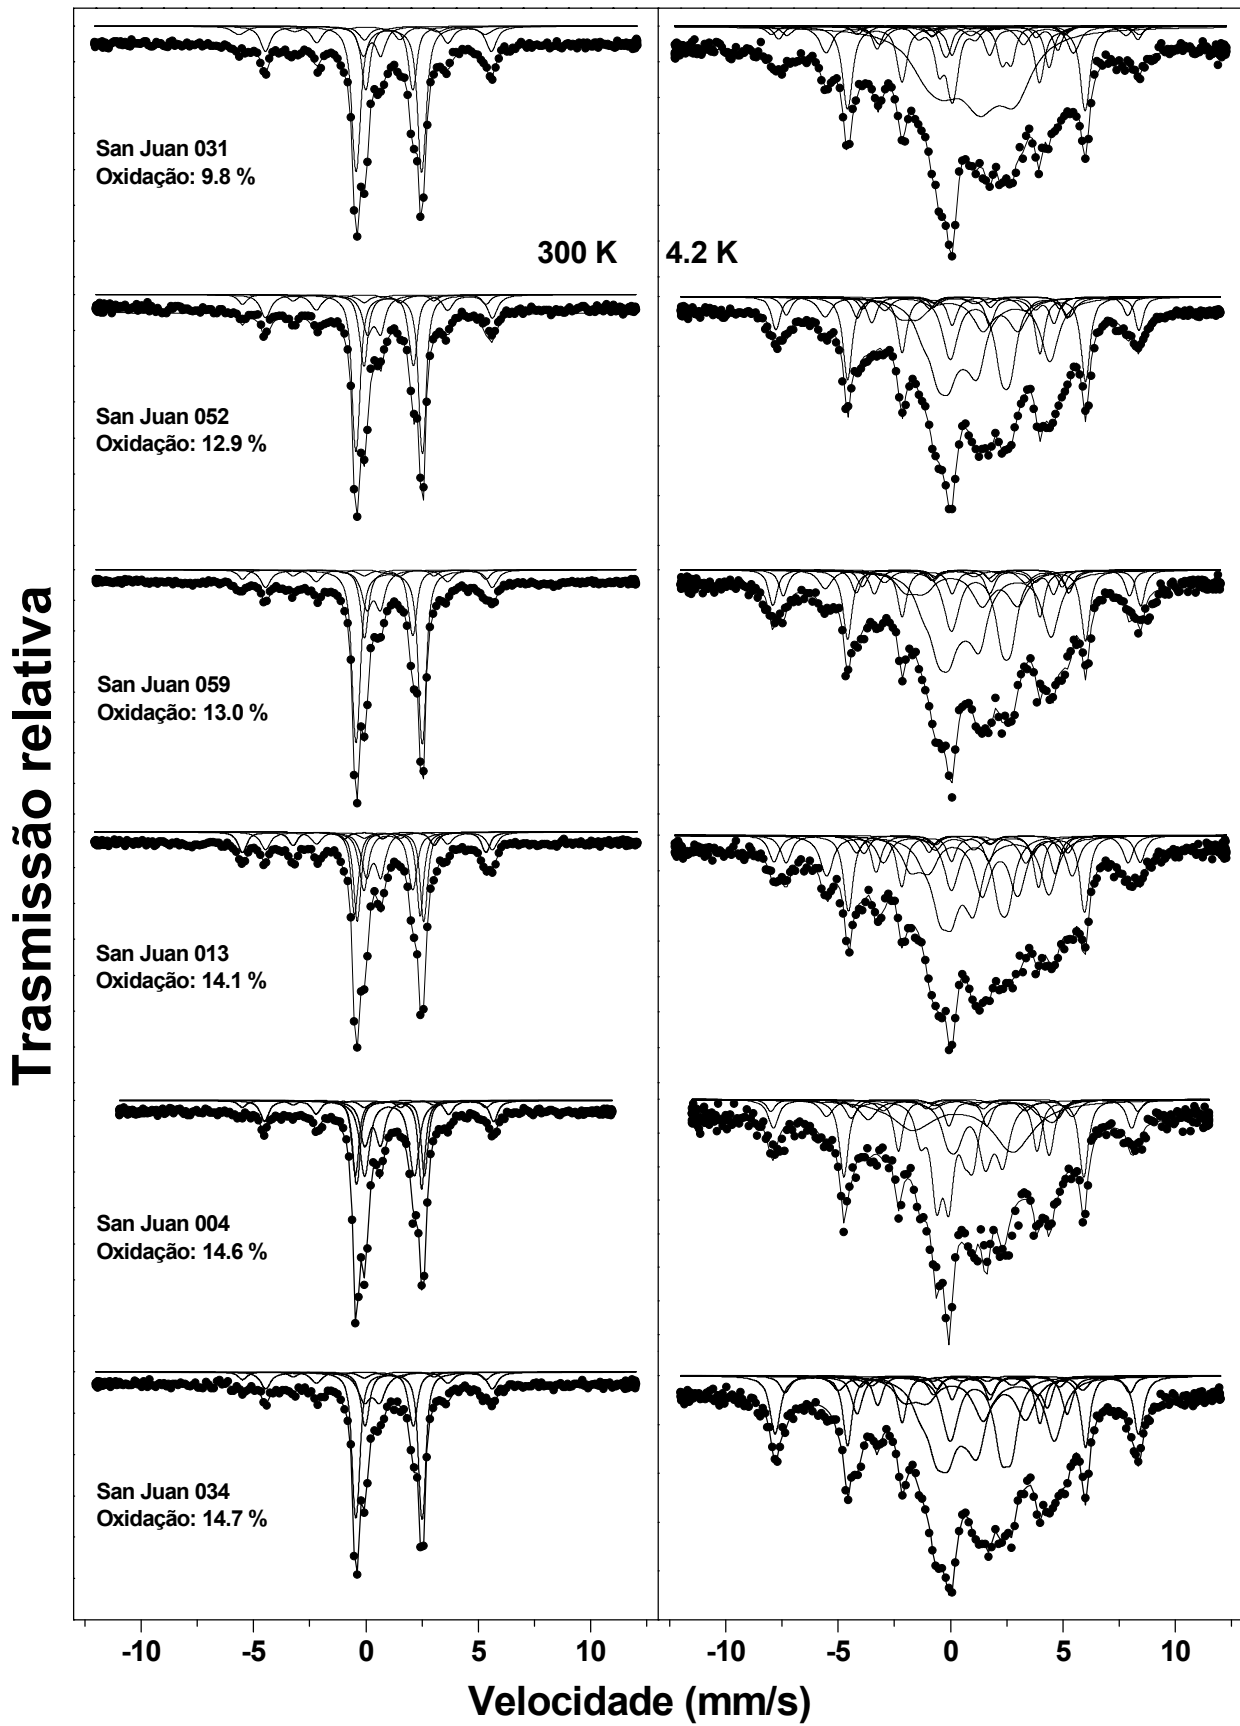 Trasmissão relativa
San Juan 031
Oxidação: 9.8 %
300 K
4.2 K
San Juan 052
Oxidação: 12.9 %
San Juan 059
Oxidação: 13.0 %
San Juan 013
Oxidação: 14.1 %
San Juan 004
Oxidação: 14.6 %
San Juan 034
Oxidação: 14.7 %
-10 -5 0 5 10 -10 -5 0 5 10
Velocidade (mm/s)